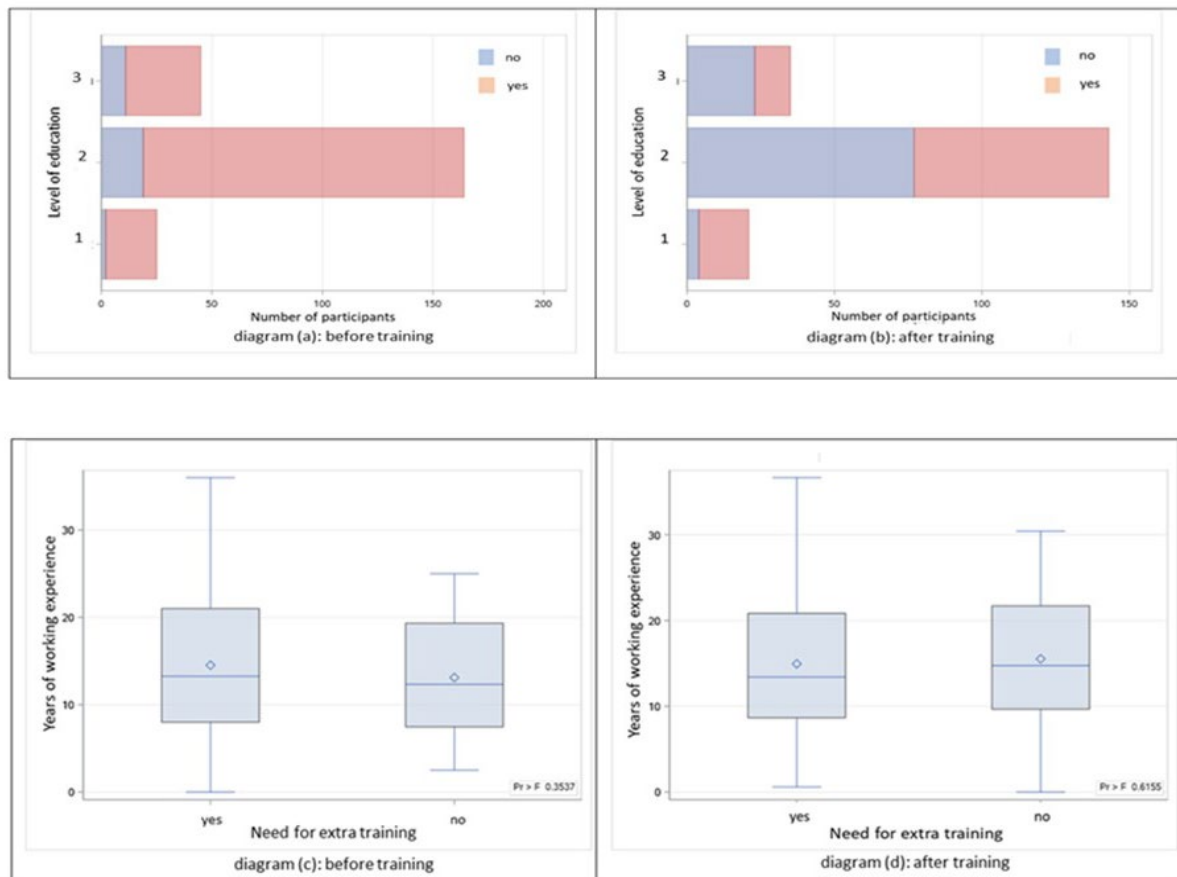 no
yes
3
2
1
Level of education
0 50 100 150 200
Number of participants
diagram (a): before training
no
yes
3
2
1
Level of education
0 50 100 150
Number of participants
diagram (b): after training
Years of working experience
30
20
10
0
Pr > F 0.3537
yes no
Need for extra training
diagram (c): before training
Years of working experience
30
20
10
0
Pr > F 0.6155
yes no
Need for extra training
diagram (d): after training